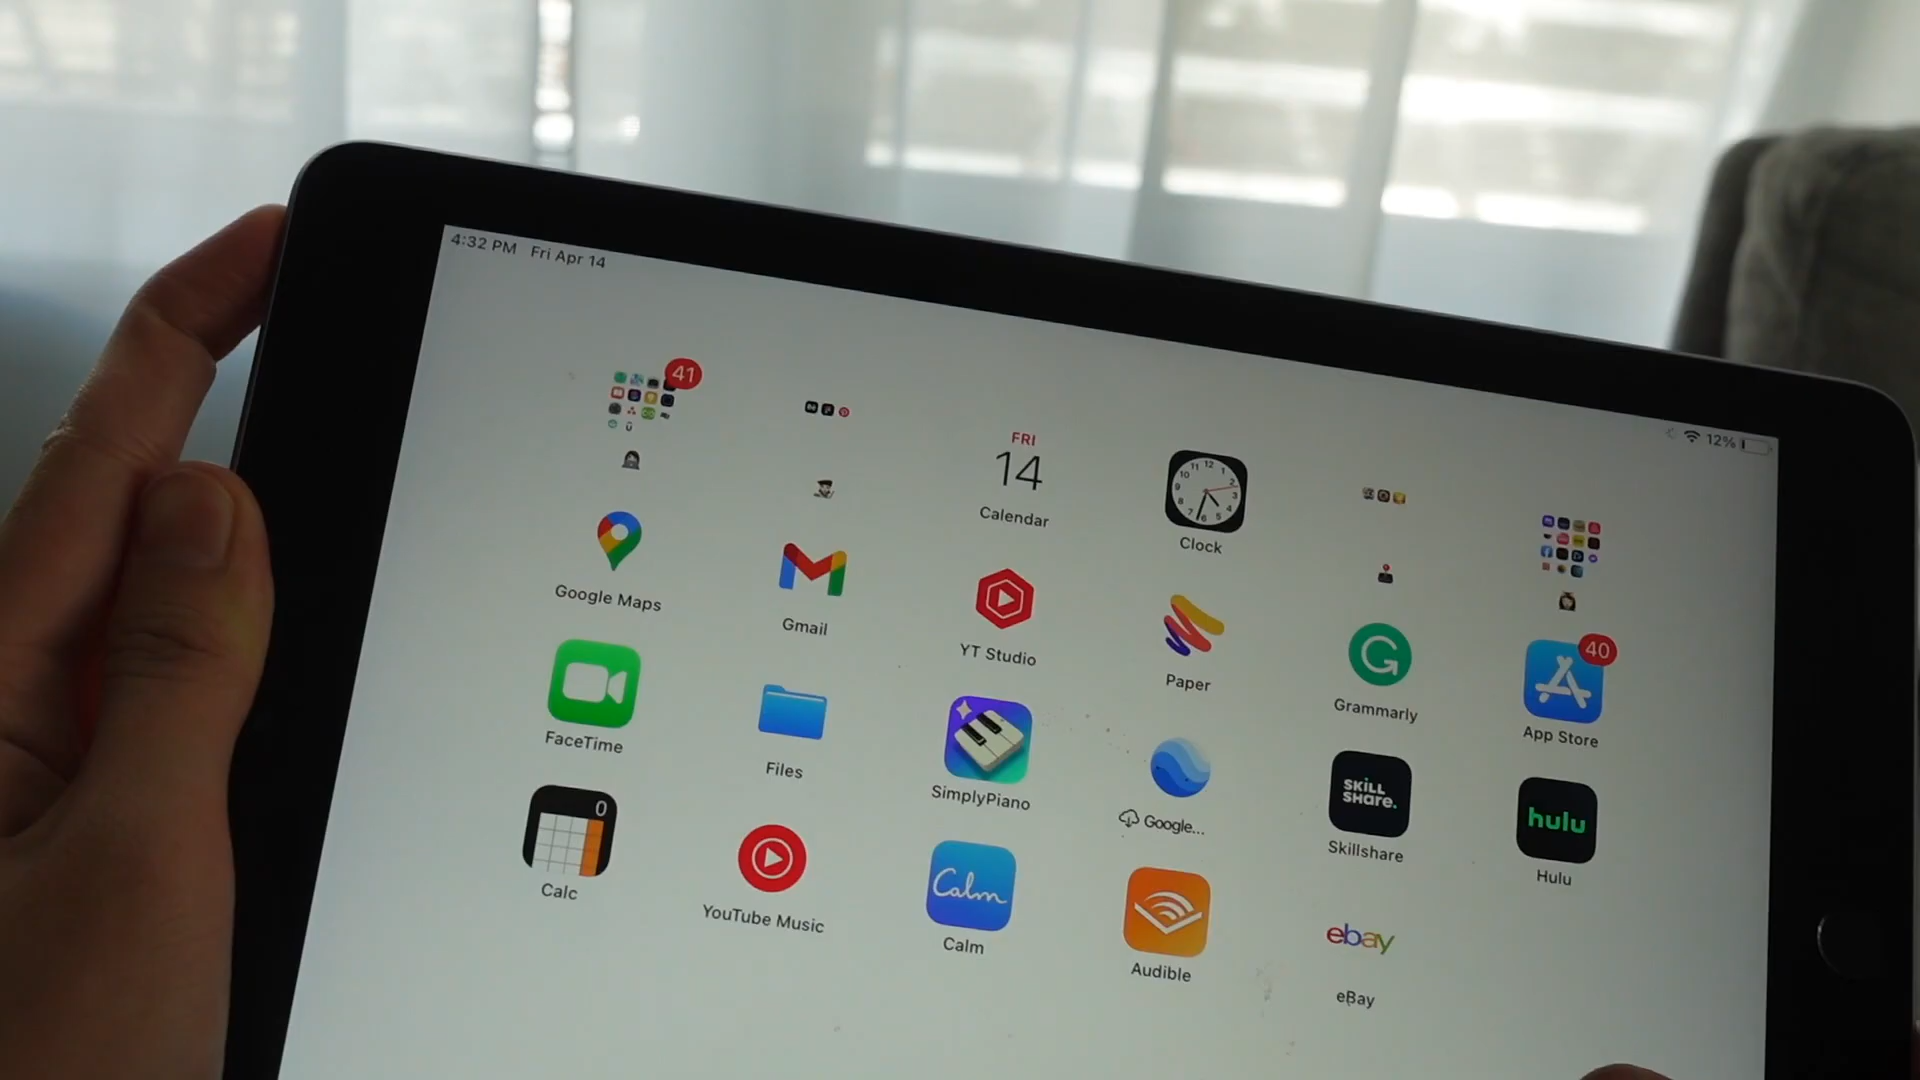 4:32 PM Fri Apr 14
12%
41
FRI
14
Calendar
Clock
Google Maps
Gmail
YT Studio
Paper
Grammarly
40
App Store
FaceTime
Files
SimplyPiano
Google...
SKILL
SHARE.
Skillshare
hulu
Hulu
0
Calc
YouTube Music
Calm
Calm
Audible
ebay
eBay